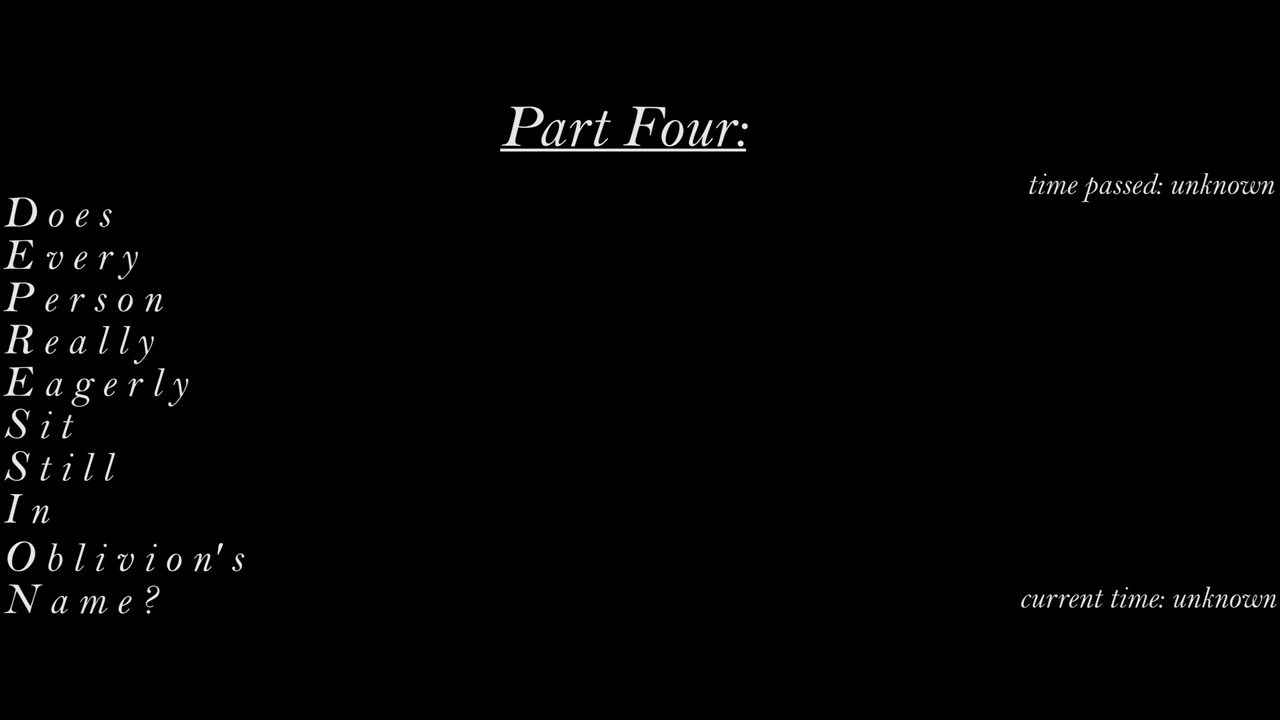 Part Four:
time passed: unknown
Does
Every
Person
Really
Eagerly
Sit
Still
In
Oblivion's
Name?
current time: unknown